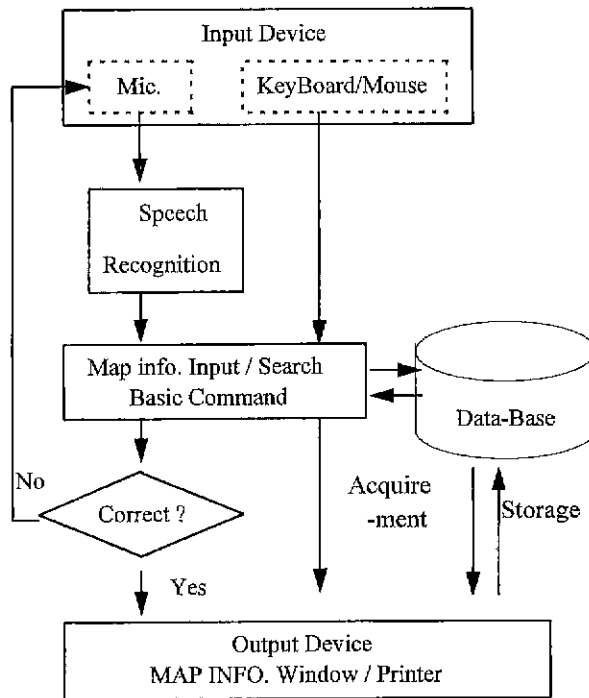 Input Device
Mic.
KeyBoard/Mouse
Speech
Recognition
Map info. Input / Search
Basic Command
Data-Base
No
Correct ?
Acquire
-ment
Storage
Yes
Output Device
MAP INFO. Window / Printer